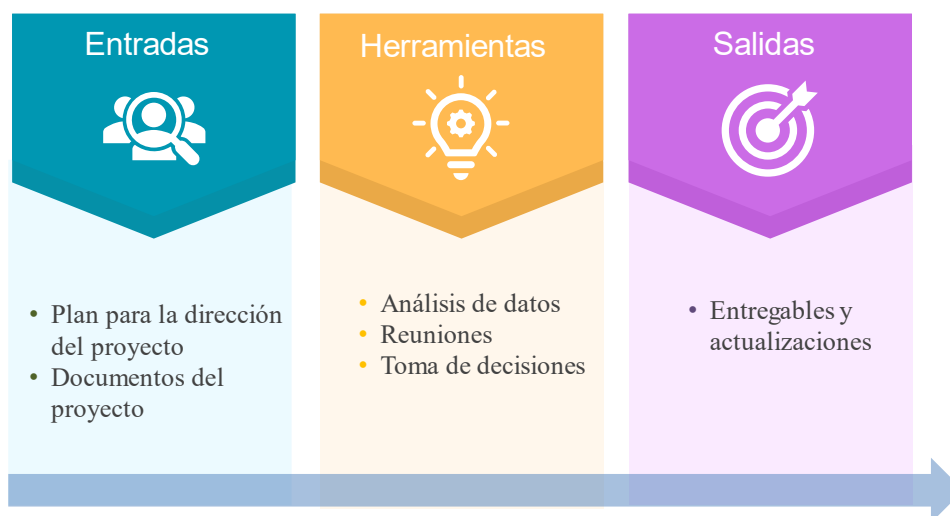 Entradas
• Plan para la dirección
del proyecto
• Documentos del
proyecto
Herramientas
• Análisis de datos
• Reuniones
• Toma de decisiones
Salidas
• Entregables y
actualizaciones